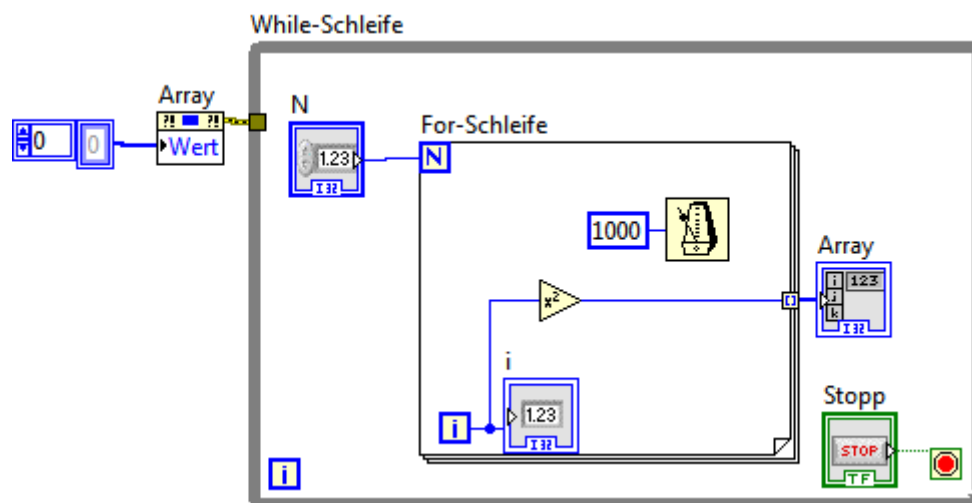 While-Schleife
Array
0
0
?! ?!
Wert
N
1.23
I32
For-Schleife
N
1000
x²
i
1.23
I32
i
i
Array
i
j
k
123
I32
Stopp
STOP
TF